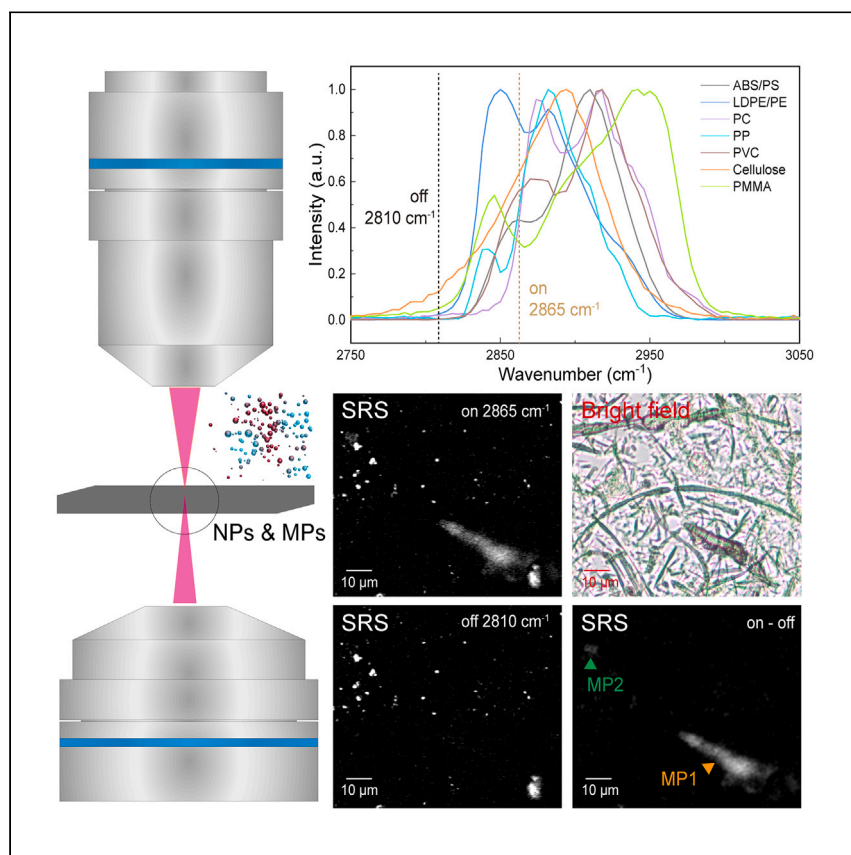 ABS/PS
LDPE/PE
PC
PP
PVC
Cellulose
PMMA
1.0
0.8
0.6
0.4
0.2
0.0
Intensity (a.u.)
off
2810 cm⁻¹
on
2865 cm⁻¹
2750
2850
2950
3050
Wavenumber (cm⁻¹)
NPs & MPs
SRS
on 2865 cm⁻¹
10 µm
Bright field
10 µm
SRS
off 2810 cm⁻¹
10 µm
SRS
on - off
MP2
MP1
10 µm